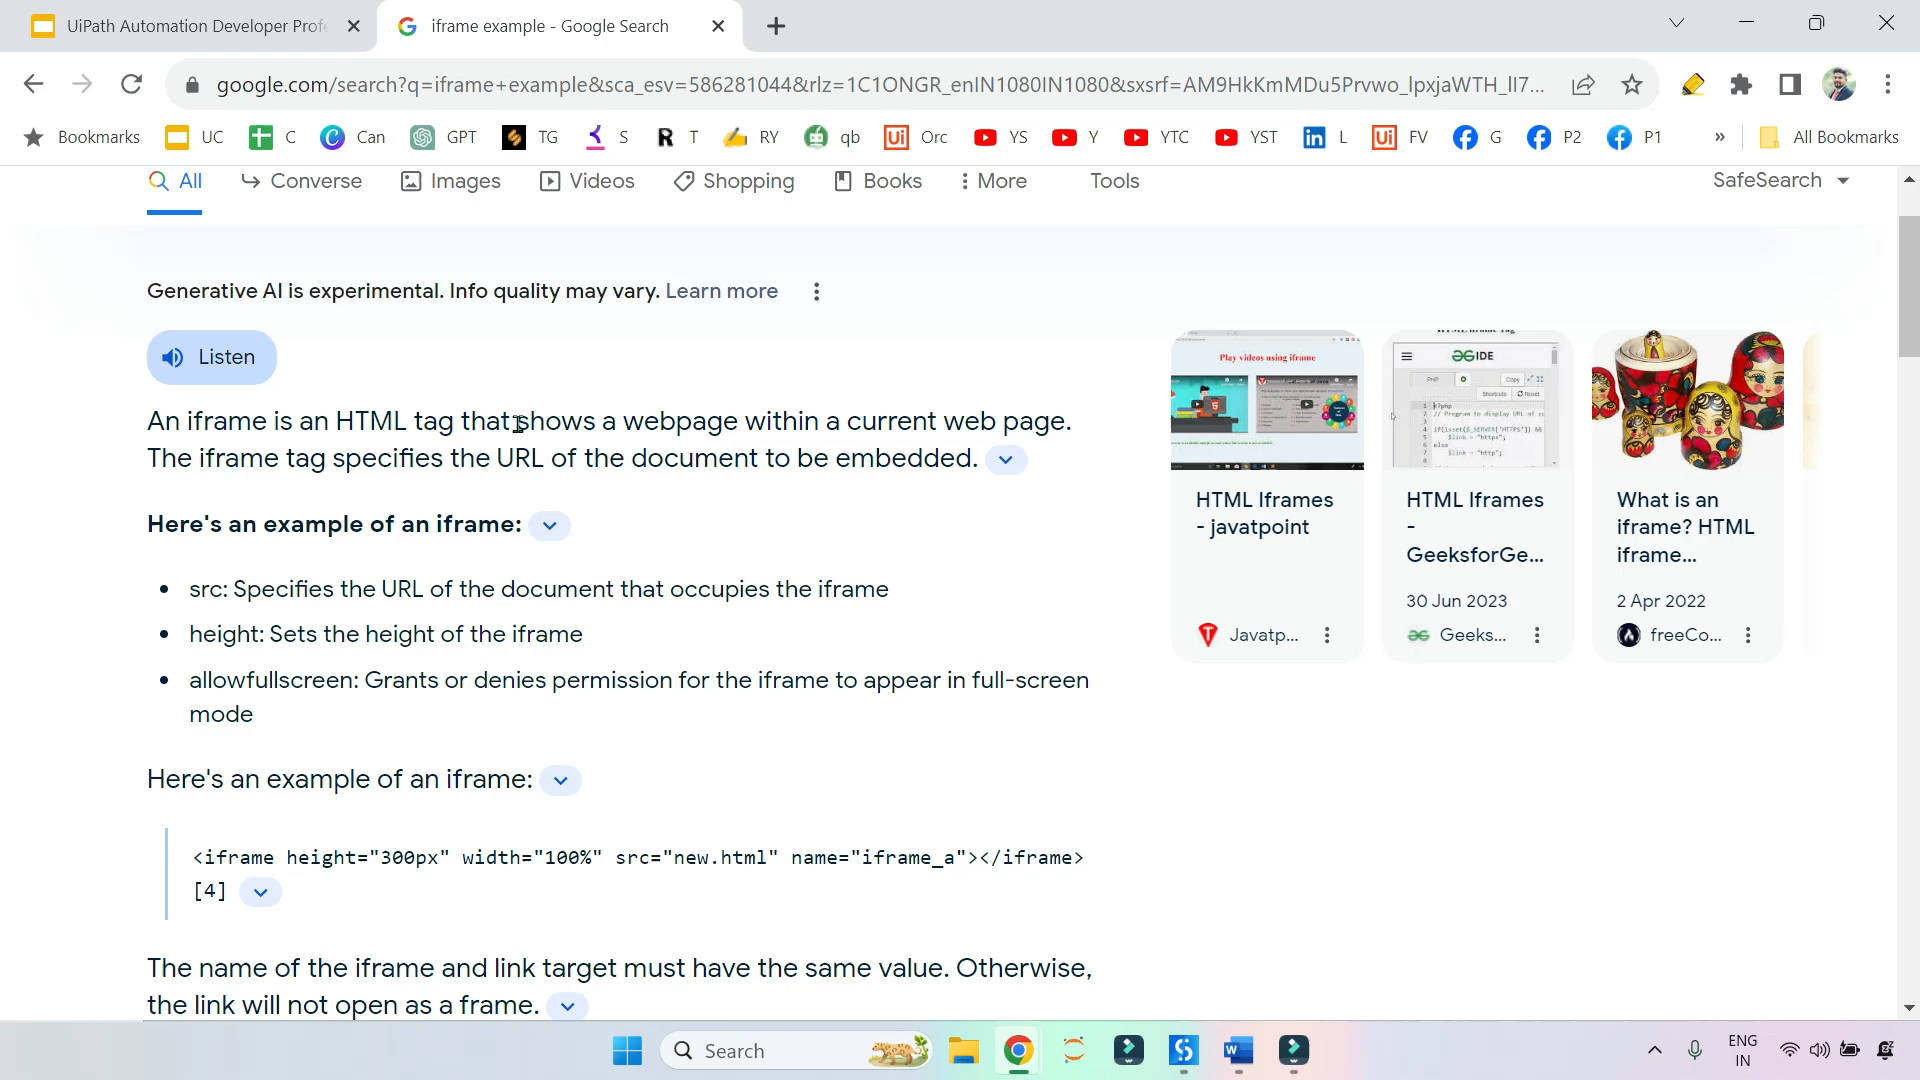 UiPath Automation Developer Profe
iframe example - Google Search
google.com/search?q=iframe+example&sca_esv=586281044&rlz=1C1ONGR_enIN1080IN1080&sxsrf=AM9HkKmMDu5Prvwo_lpxjaWTH_lI7...
Bookmarks UC C Can GPT TG S T RY qb Orc YS Y YTC YST L FV G P2 P1 » All Bookmarks
All Converse Images Videos Shopping Books More Tools SafeSearch
Generative AI is experimental. Info quality may vary. Learn more
Listen
An iframe is an HTML tag that shows a webpage within a current web page.
The iframe tag specifies the URL of the document to be embedded.
Here's an example of an iframe:
• src: Specifies the URL of the document that occupies the iframe
• height: Sets the height of the iframe
• allowfullscreen: Grants or denies permission for the iframe to appear in full-screen
mode
Here's an example of an iframe:
<iframe height="300px" width="100%" src="new.html" name="iframe_a"></iframe>
[4]
The name of the iframe and link target must have the same value. Otherwise,
the link will not open as a frame.
Play videos using iframe
HTML Iframes
- javatpoint
Javatp...
IDE
PHP
Copy
Shortcuts Reset
HTML Iframes
-
GeeksforGe...
30 Jun 2023
Geeks...
What is an
iframe? HTML
iframe...
2 Apr 2022
freeCo...
Search
ENG
IN